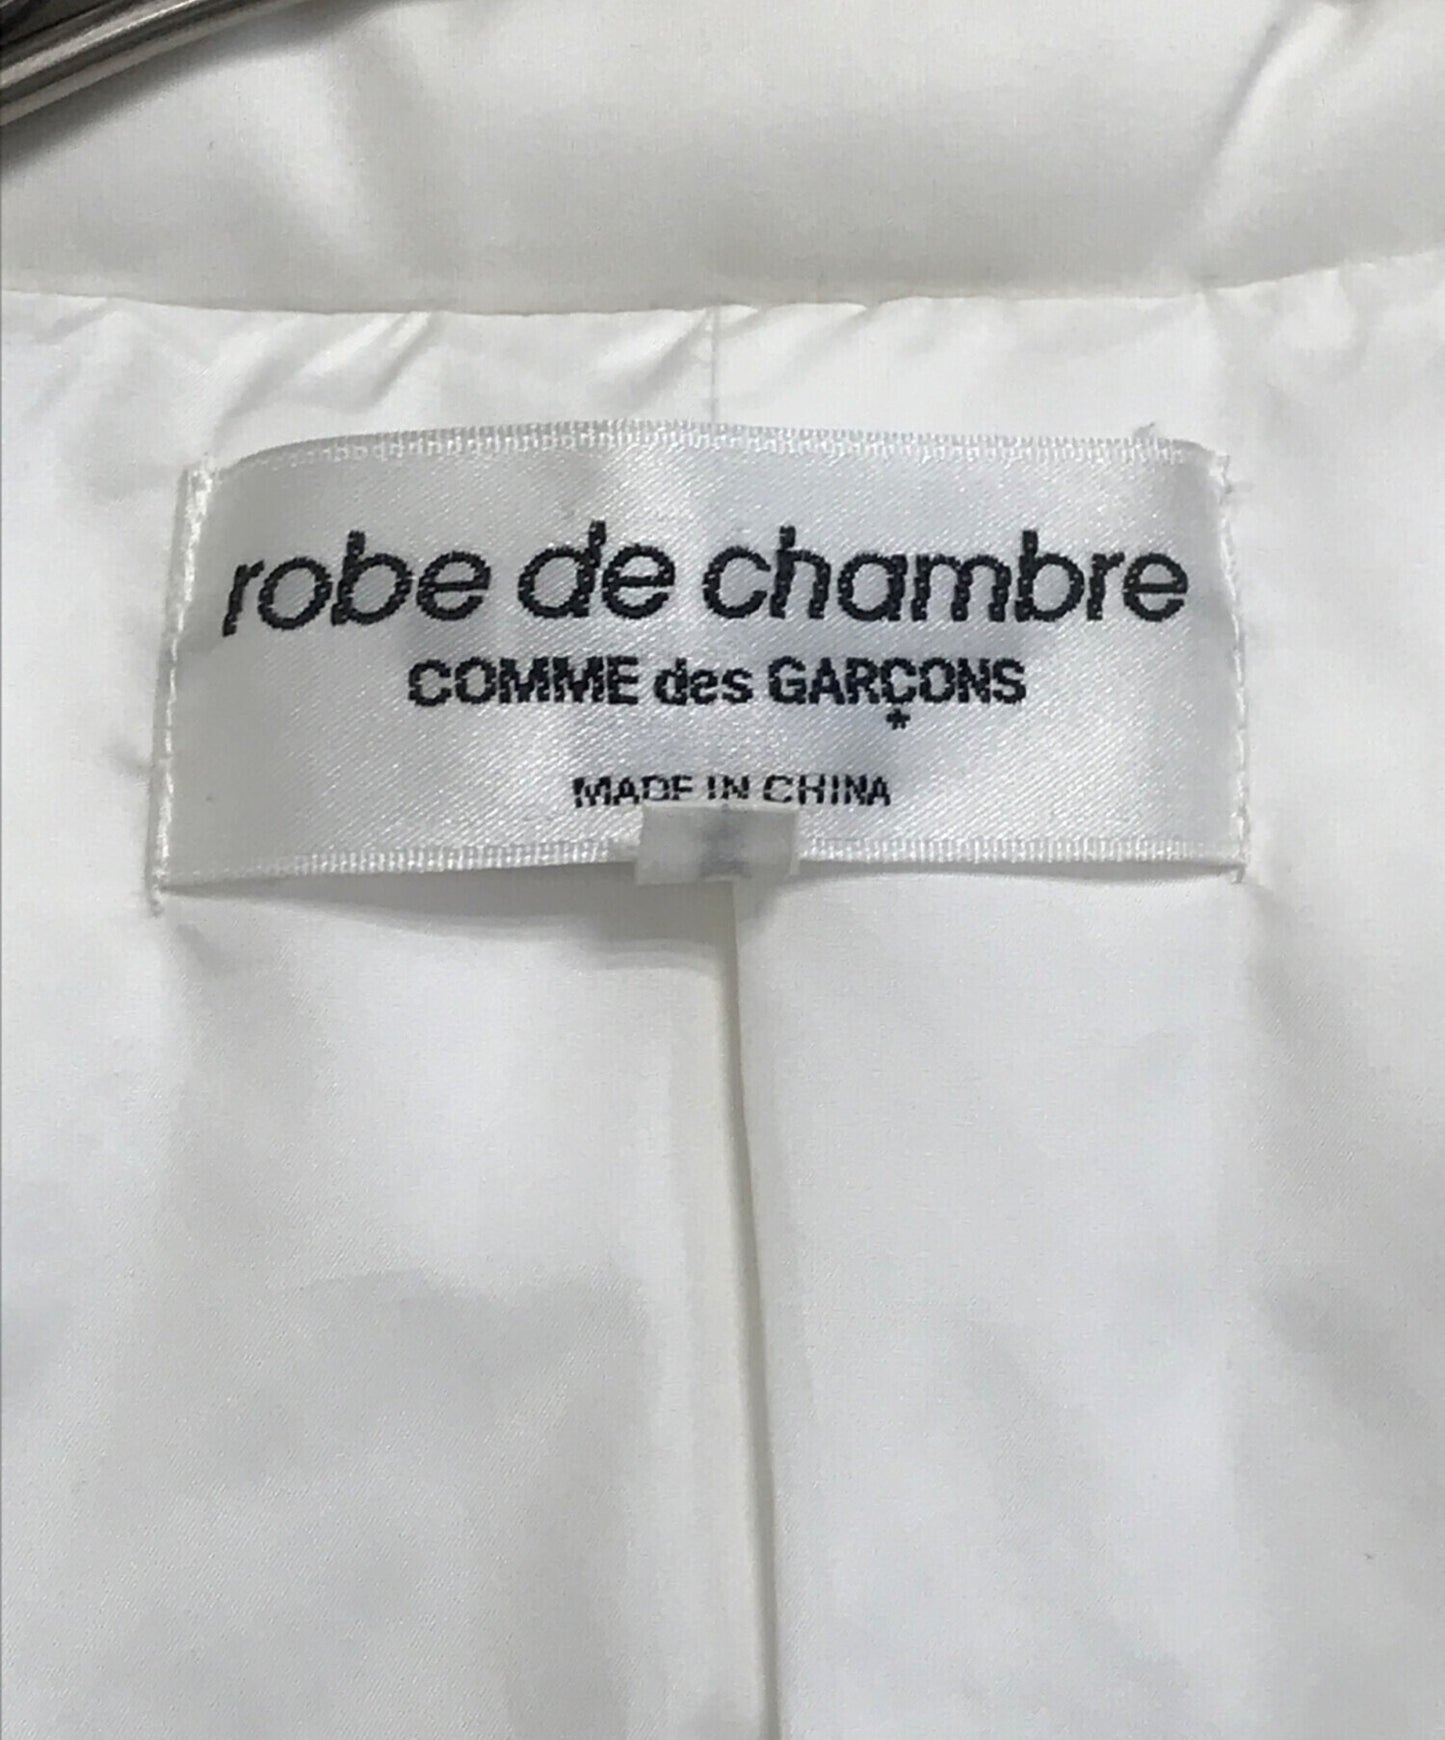 robe de chambre
COMME des GARÇONS
*
MADE IN CHINA